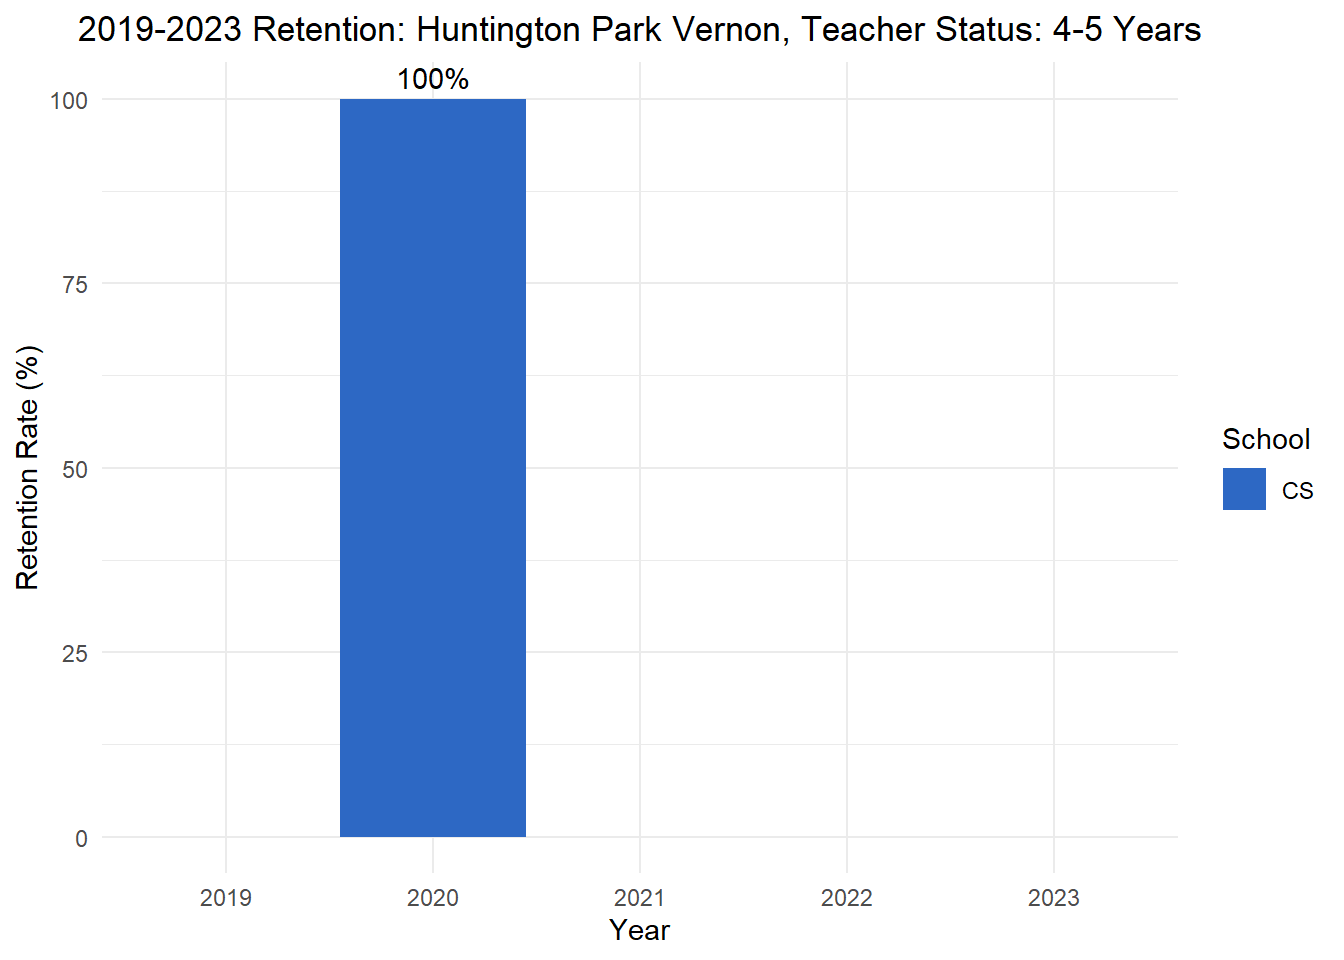 2019-2023 Retention: Huntington Park Vernon, Teacher Status: 4-5 Years
100%
100
75
50
25
0
Retention Rate (%)
2019 2020 2021 2022 2023
Year
School
CS